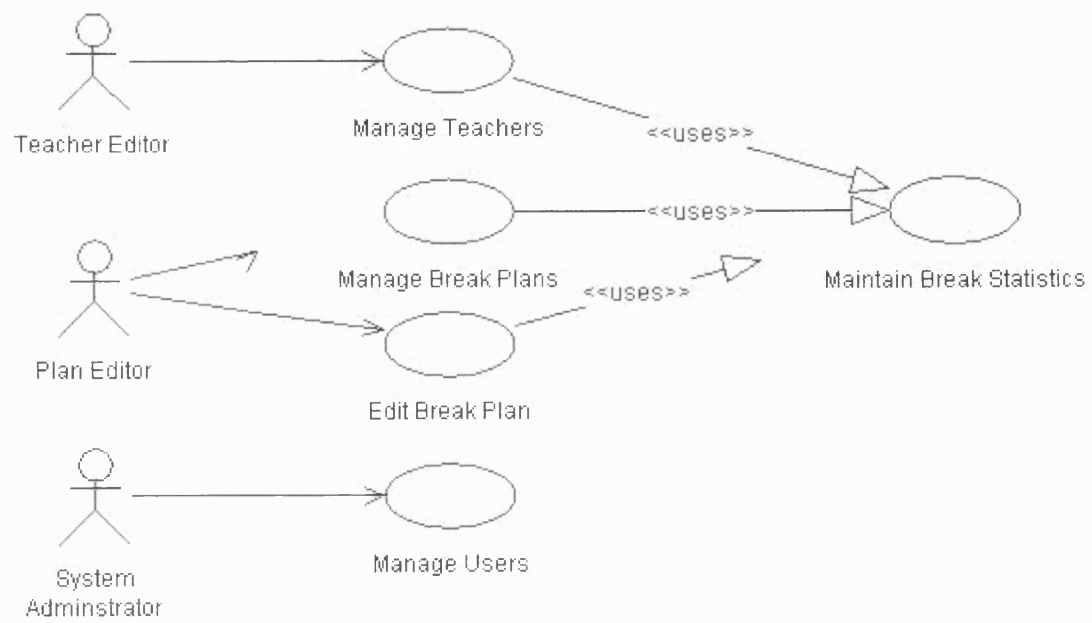 Teacher Editor
Manage Teachers
<<uses>>
<<uses>>
Manage Break Plans
Maintain Break Statistics
<<uses>>
Plan Editor
Edit Break Plan
Manage Users
System
Adminstrator